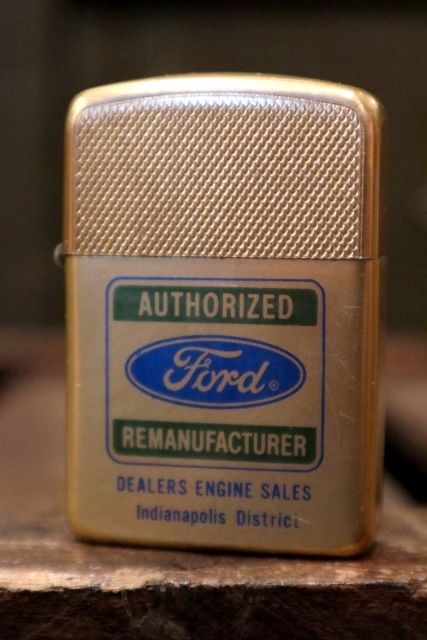 AUTHORIZED
Ford ®
REMANUFACTURER
DEALERS ENGINE SALES
Indianapolis District